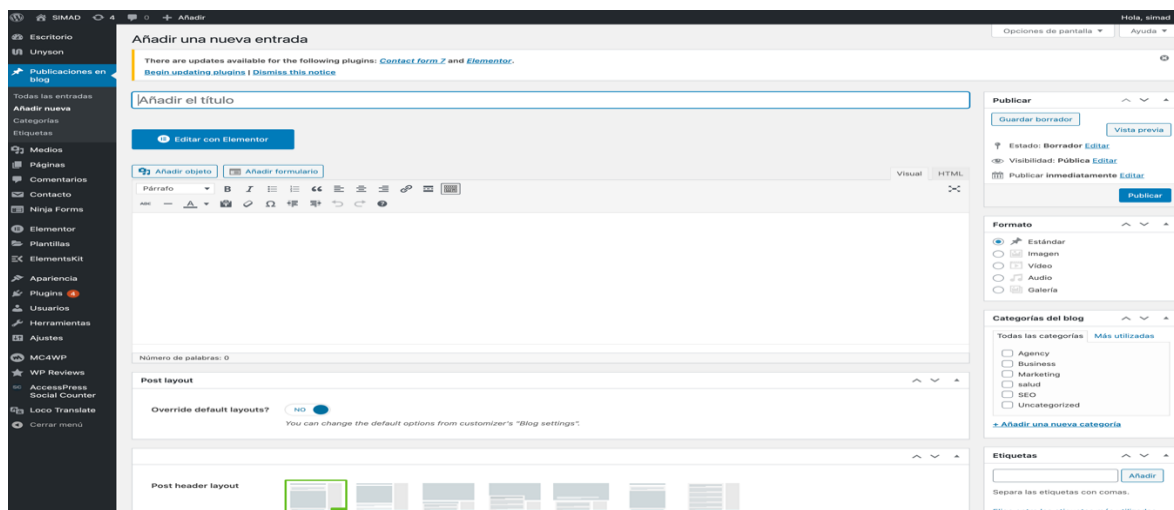 SIMAD 4 0 + Añadir
Hola, simad
Escritorio
Unyson
Publicaciones en
blog
Todas las entradas
Añadir nueva
Categorías
Etiquetas
Medios
Páginas
Comentarios
Contacto
Ninja Forms
Elementor
Plantillas
ElementsKit
Apariencia
Plugins 4
Usuarios
Herramientas
Ajustes
MC4WP
WP Reviews
AccessPress
Social Counter
Loco Translate
Cerrar menú
Opciones de pantalla
Ayuda
Añadir una nueva entrada
There are updates available for the following plugins: Contact form 7 and Elementor.
Begin updating plugins | Dismiss this notice
Añadir el título
Editar con Elementor
Añadir objeto
Añadir formulario
Visual
HTML
Párrafo
B I
ABC
Número de palabras: 0
Post layout
Override default layouts?
NO
You can change the default options from customizer's "Blog settings".
Post header layout
Publicar
Guardar borrador
Vista previa
Estado: Borrador Editar
Visibilidad: Pública Editar
Publicar inmediatamente Editar
Publicar
Formato
Estándar
Imagen
Vídeo
Audio
Galería
Categorías del blog
Todas las categorías
Más utilizadas
Agency
Business
Marketing
salud
SEO
Uncategorized
+ Añadir una nueva categoría
Etiquetas
Añadir
Separa las etiquetas con comas.